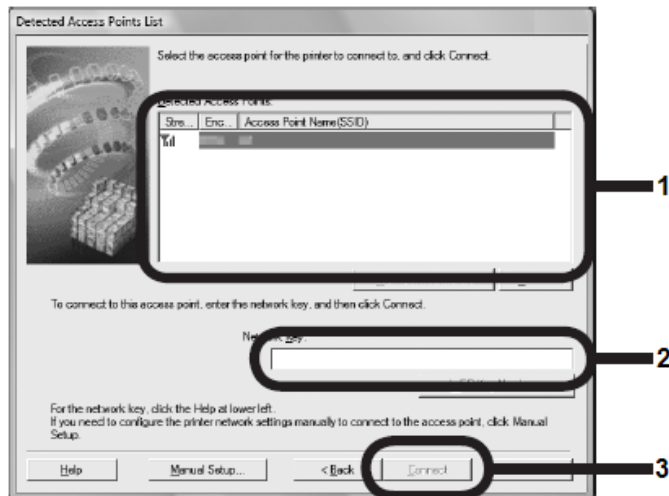 Detected Access Points List
Select the access point for the printer to connect to, and click Connect.
Detected Access Points:
Stre... Enc... Access Point Name(SSID)
1
To connect to this access point, enter the network key, and then click Connect.
Network Key:
2
For the network key, click the Help at lower left.
If you need to configure the printer network settings manually to connect to the access point, click Manual
Setup.
Help Manual Setup... < Back Connect
3